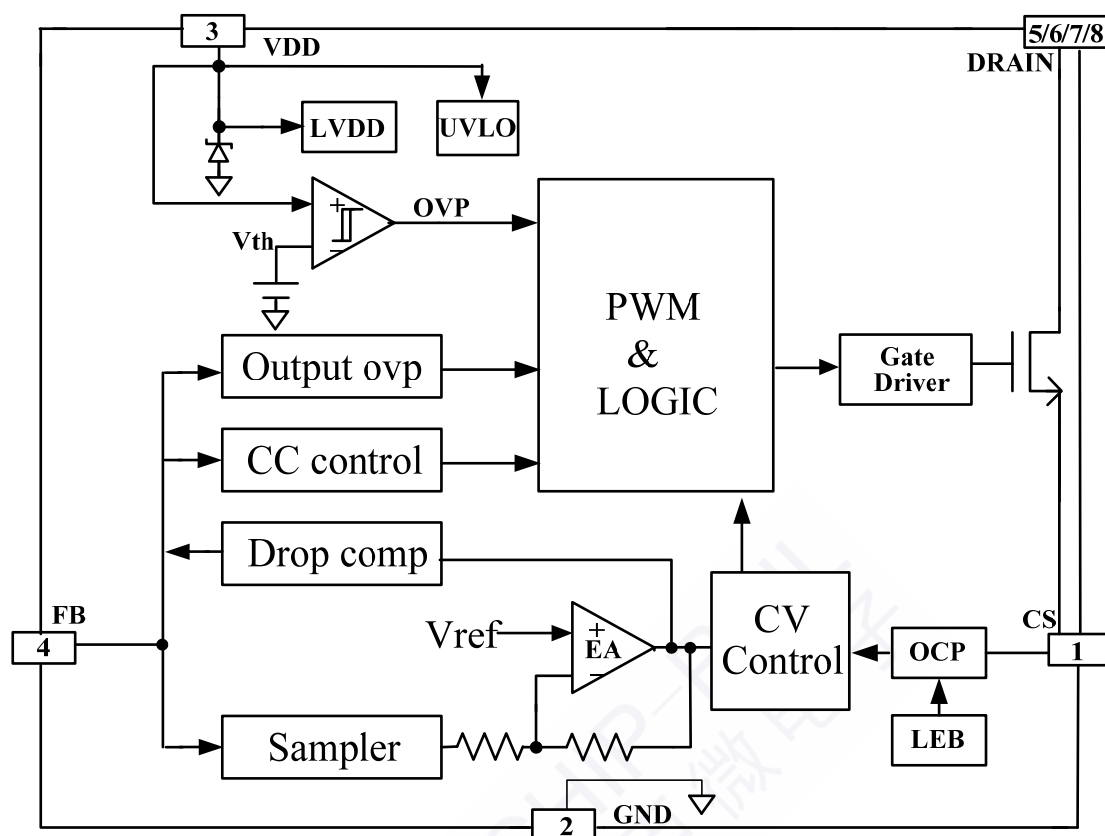 3
VDD
5/6/7/8
DRAIN
LVDD
UVLO
+
OVP
Vth
−
PWM
&
LOGIC
Output ovp
Gate
Driver
CC control
Drop comp
FB
4
Vref
+
EA
−
CV
Control
OCP
CS
1
Sampler
LEB
2
GND